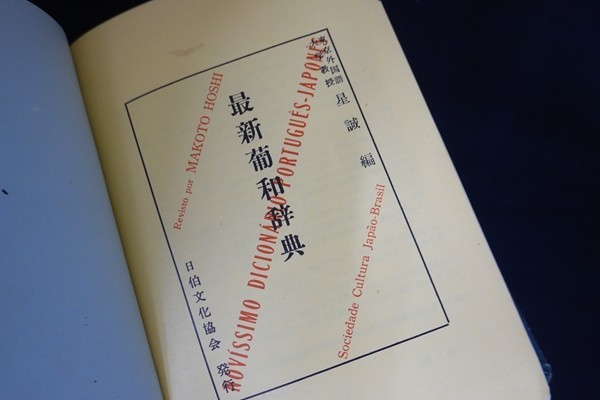 東京外国語
大学教授
星誠編
最新葡和辞典
日伯文化協会 発行
Revisto por MAKOTO HOSHI
NOVÍSSIMO DICIONÁRIO PORTUGUÊS-JAPONÊS
Sociedade Cultura Japão-Brasil